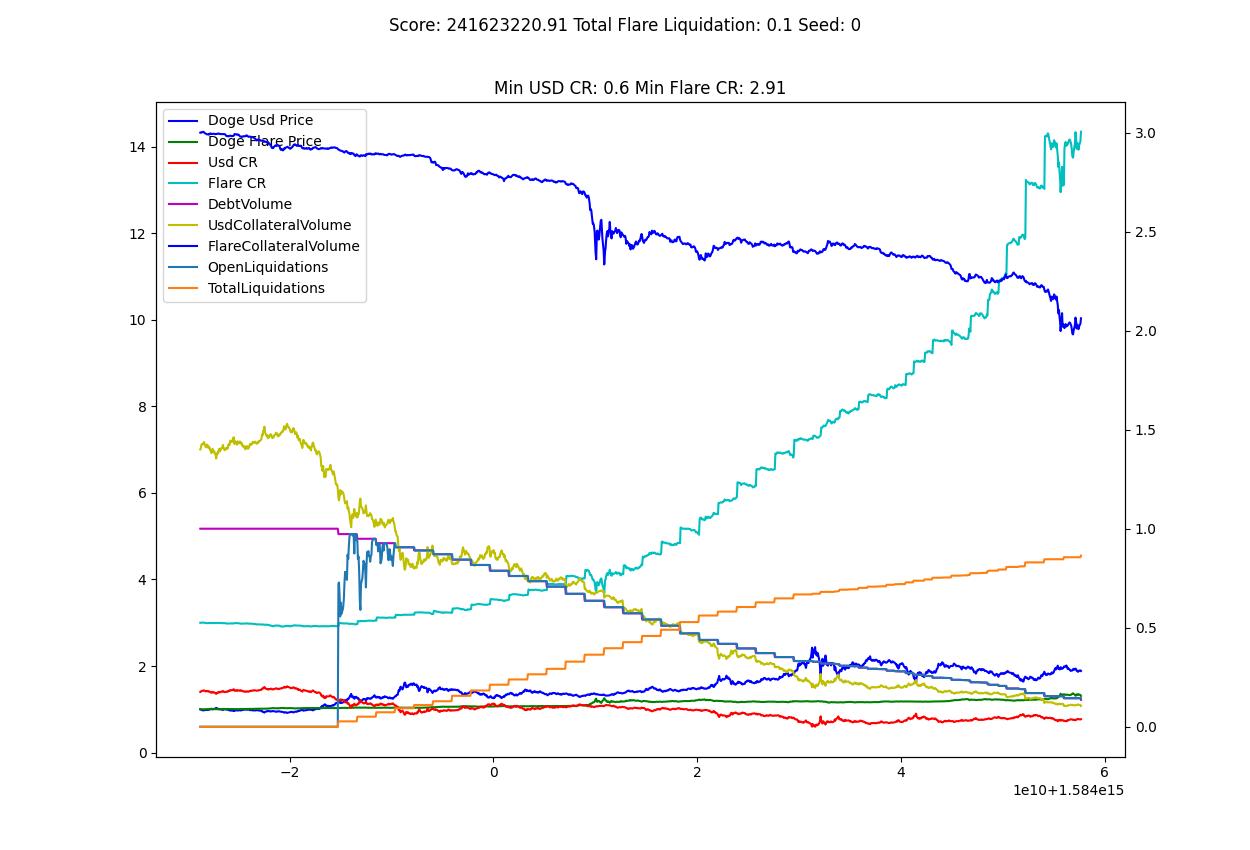 Score: 241623220.91 Total Flare Liquidation: 0.1 Seed: 0
Min USD CR: 0.6 Min Flare CR: 2.91
Doge Usd Price
Doge Flare Price
Usd CR
Flare CR
DebtVolume
UsdCollateralVolume
FlareCollateralVolume
OpenLiquidations
TotalLiquidations
14
12
10
8
6
4
2
0
3.0
2.5
2.0
1.5
1.0
0.5
0.0
−2 0 2 4 6
1e10+1.584e15